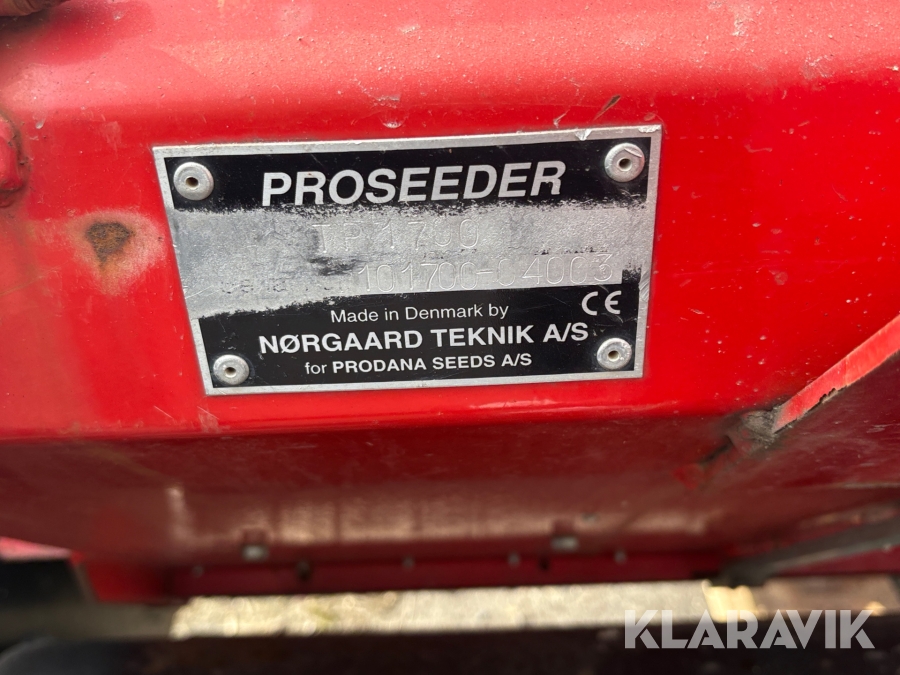 PROSEEDER
TP 1700
101700-04003
Made in Denmark by
CE
NØRGAARD TEKNIK A/S
for PRODANA SEEDS A/S
KLARAVIK